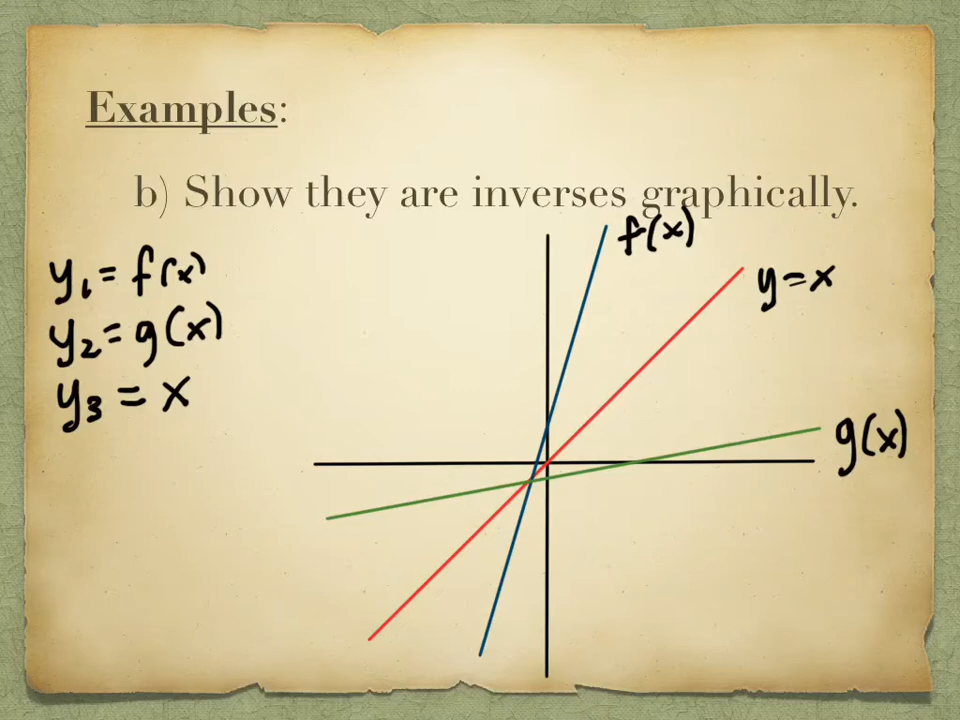 Examples:
b) Show they are inverses graphically.
f(x)
y₁ = f(x)
y=x
y₂ = g(x)
y₃ = x
g(x)